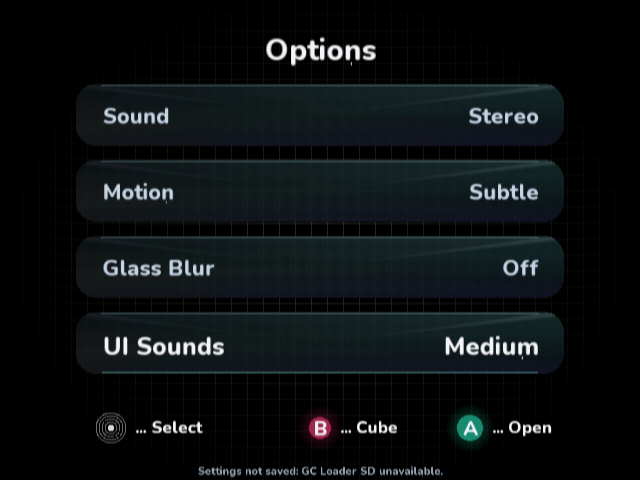 Options
Sound Stereo
Motion Subtle
Glass Blur Off
UI Sounds Medium
... Select B ... Cube A ... Open
Settings not saved: GC Loader SD unavailable.